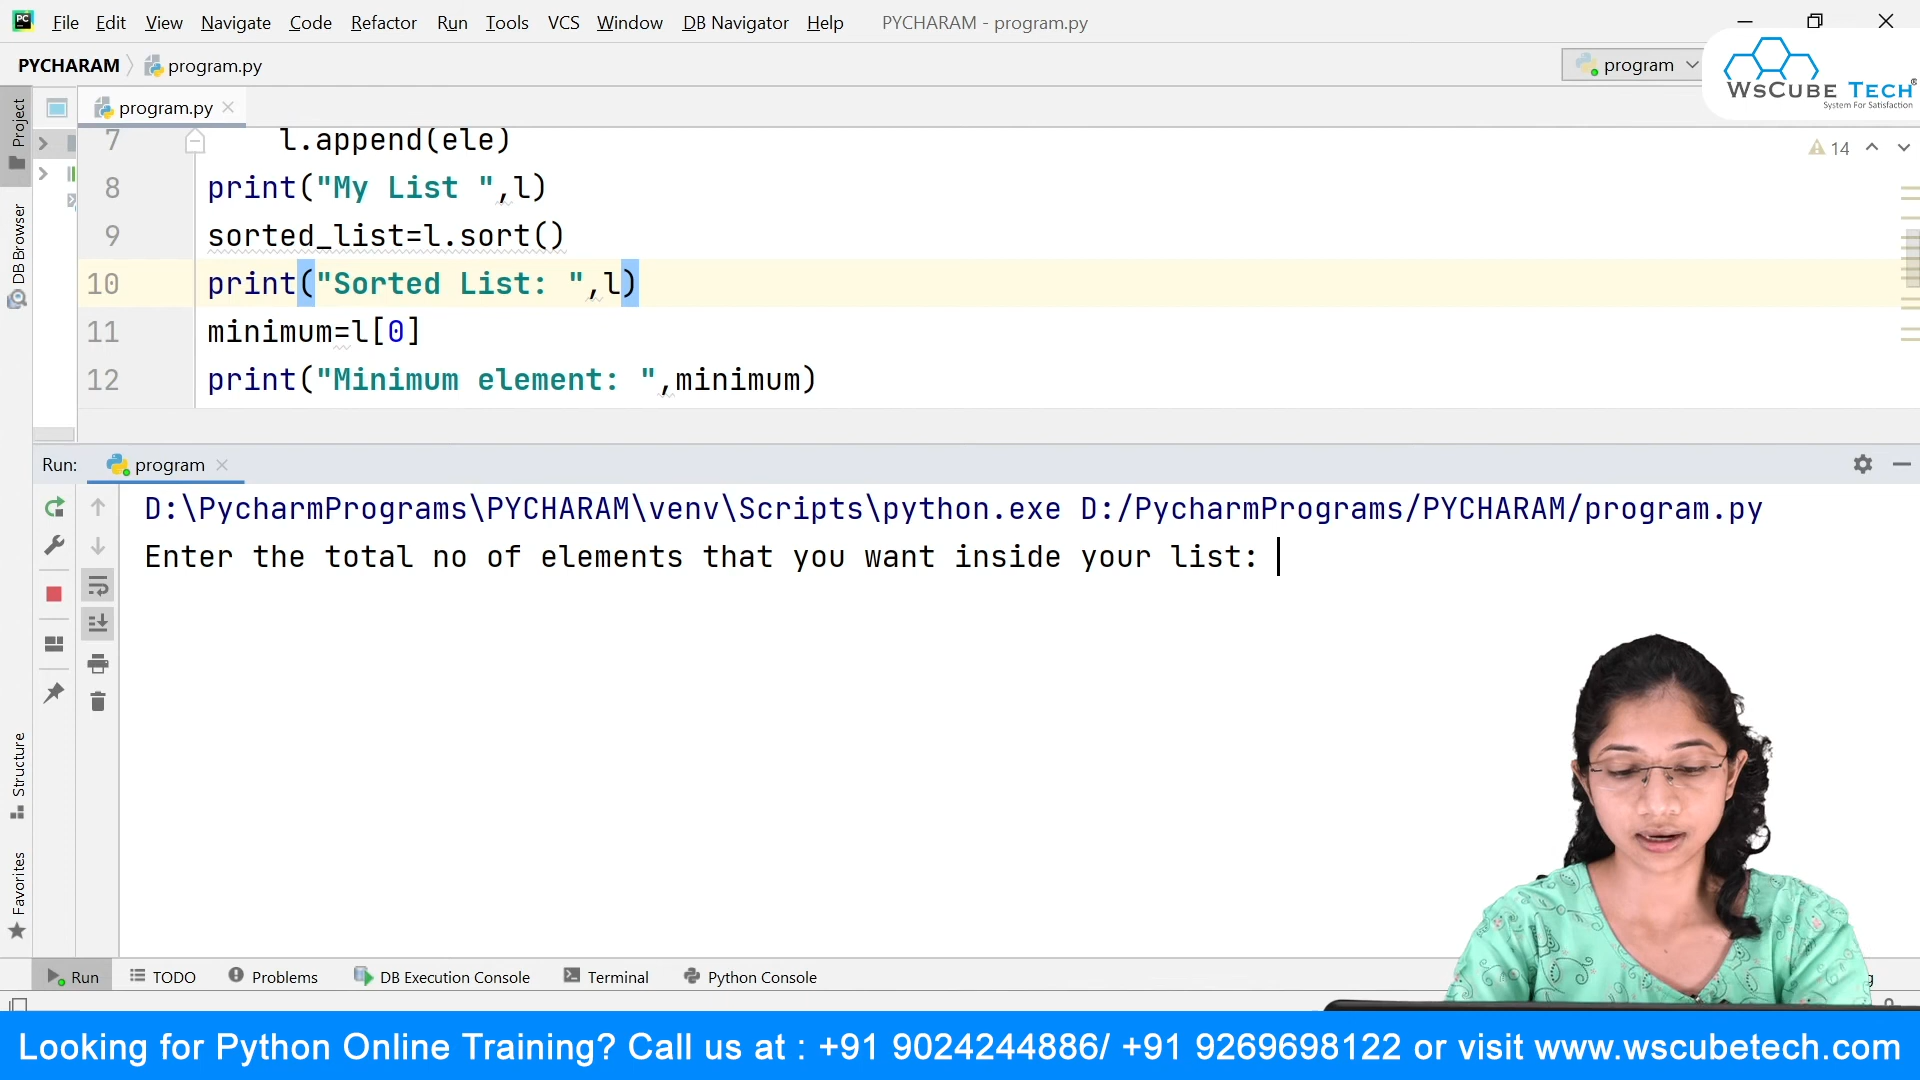 File Edit View Navigate Code Refactor Run Tools VCS Window DB Navigator Help PYCHARAM - program.py
PYCHARAM program.py program
WsCube Tech
System For Satisfaction
program.py
Project
DB Browser
Structure
Favorites
14
7 l.append(ele)
8 print("My List ",l)
9 sorted_list=l.sort()
10 print("Sorted List: ",l)
11 minimum=l[0]
12 print("Minimum element: ",minimum)
Run: program
D:\PycharmPrograms\PYCHARAM\venv\Scripts\python.exe D:/PycharmPrograms/PYCHARAM/program.py
Enter the total no of elements that you want inside your list:
Run TODO Problems DB Execution Console Terminal Python Console
Looking for Python Online Training? Call us at : +91 9024244886/ +91 9269698122 or visit www.wscubetech.com